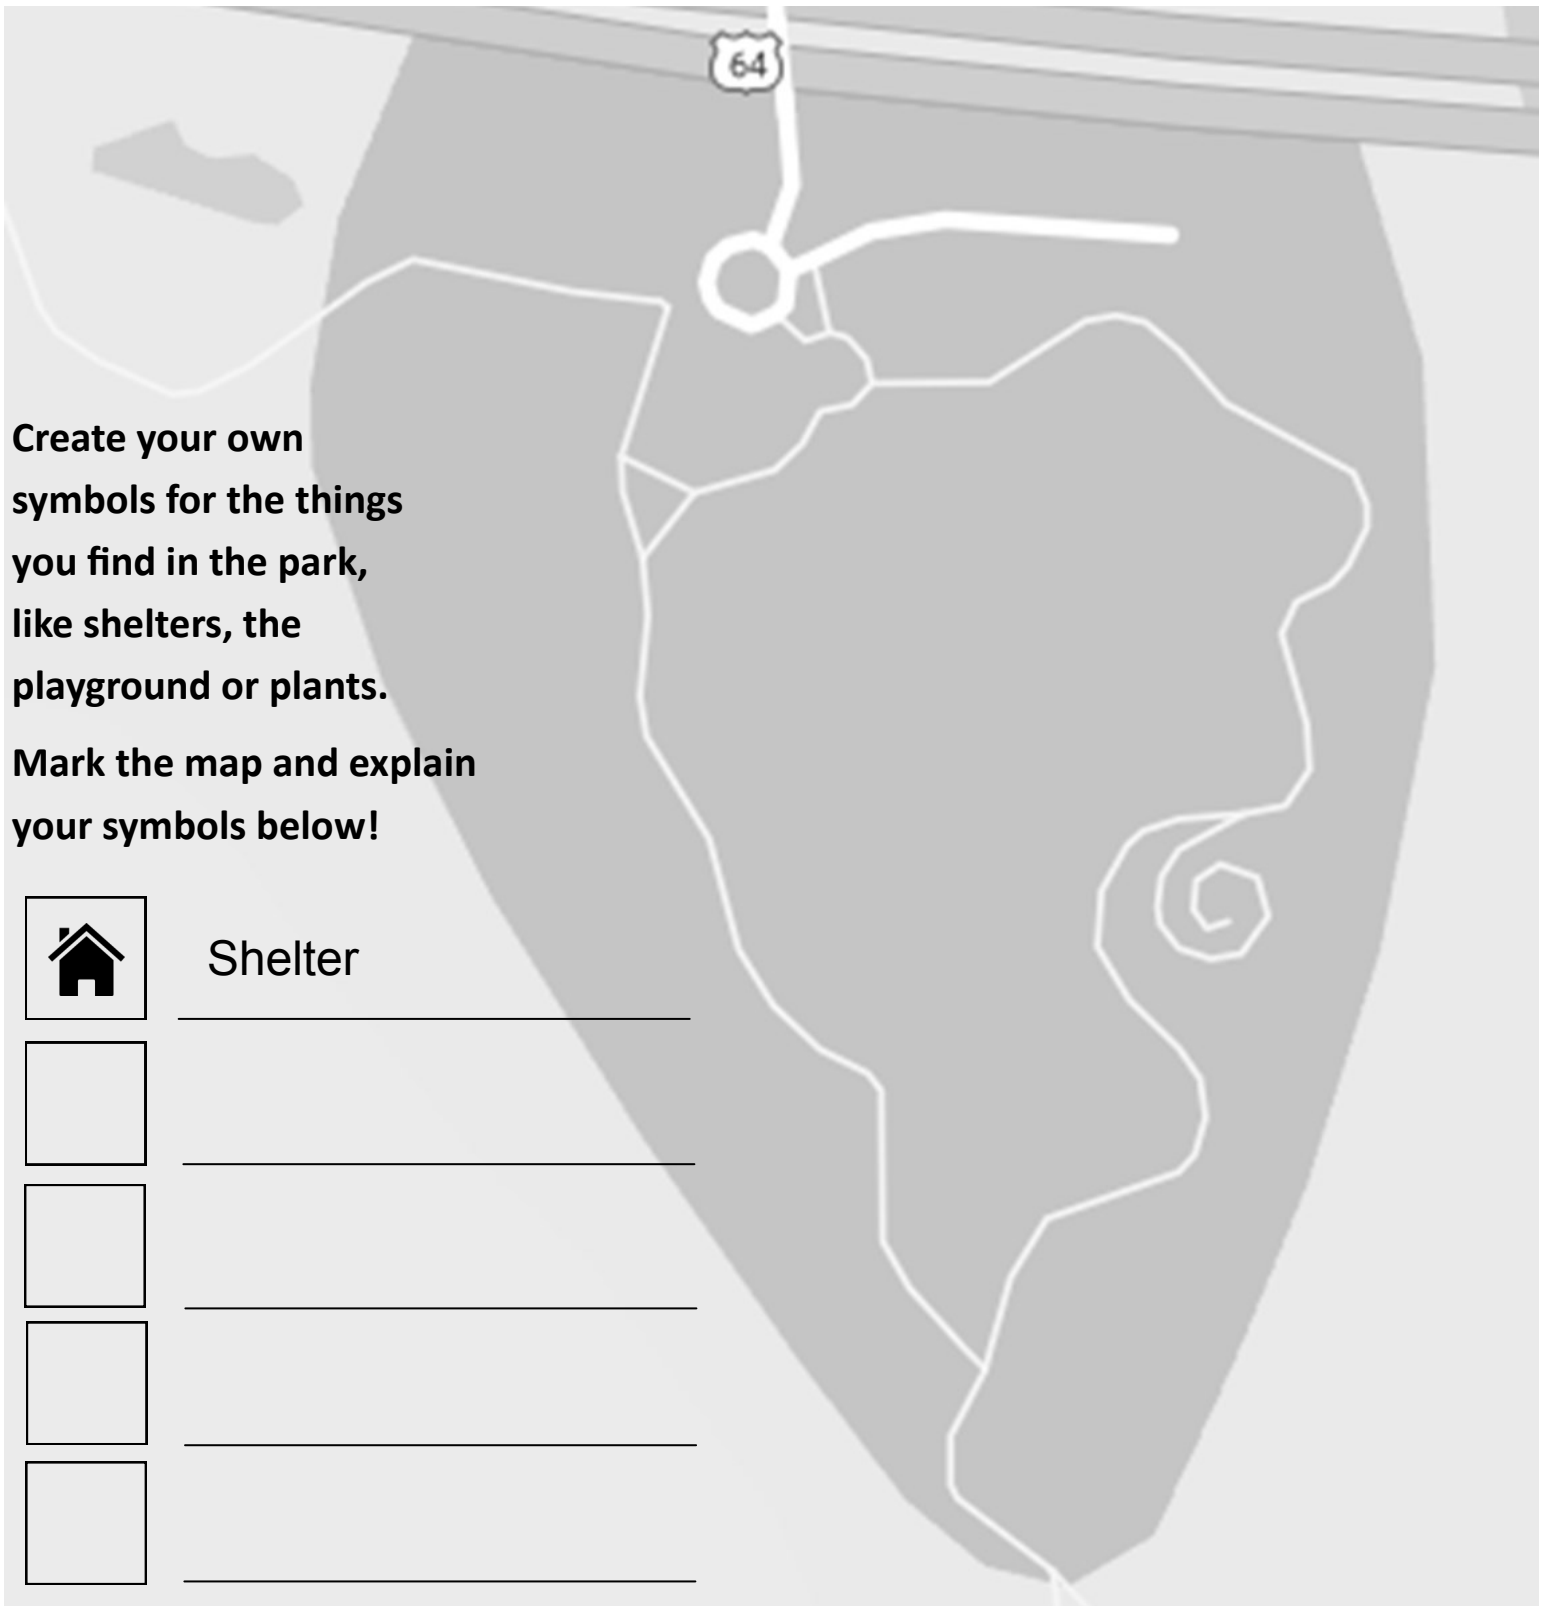 64
Create your own
symbols for the things
you find in the park,
like shelters, the
playground or plants.
Mark the map and explain
your symbols below!
Shelter